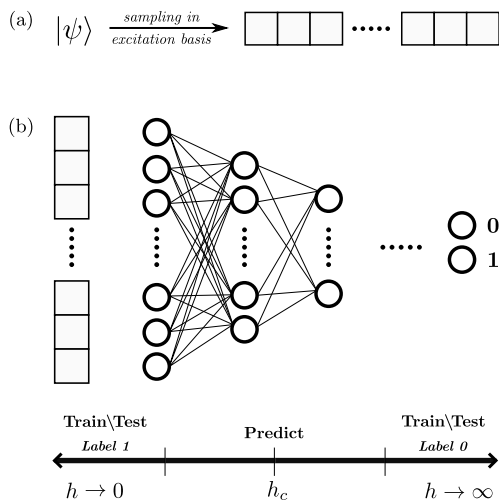 (a)
|ψ⟩
sampling in
excitation basis
(b)
0
1
Train\Test
Label 1
Predict
Train\Test
Label 0
h → 0
h_c
h → ∞